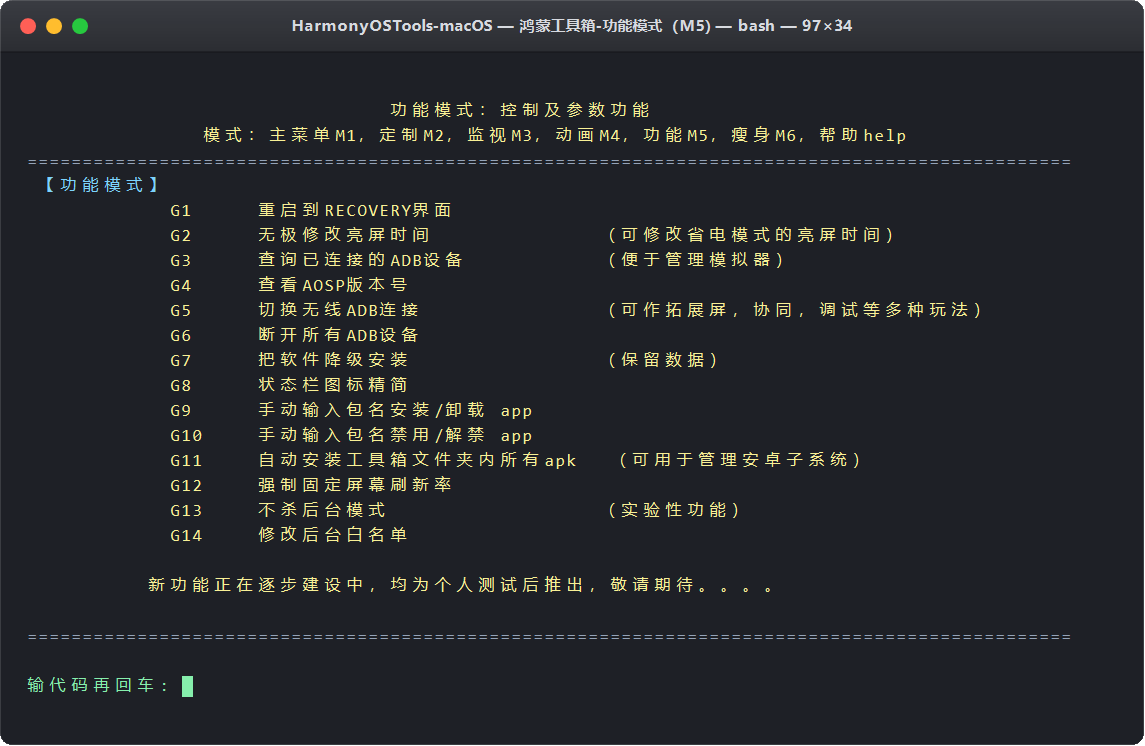 HarmonyOSTools-macOS — 鸿蒙工具箱-功能模式（M5) — bash — 97×34
功能模式：控制及参数功能
模式：主菜单M1，定制M2，监视M3，动画M4，功能M5，瘦身M6，帮助help
===============================================================================================
【功能模式】
G1 重启到RECOVERY界面
G2 无极修改亮屏时间 （可修改省电模式的亮屏时间）
G3 查询已连接的ADB设备 （便于管理模拟器）
G4 查看AOSP版本号
G5 切换无线ADB连接 （可作拓展屏，协同，调试等多种玩法）
G6 断开所有ADB设备
G7 把软件降级安装 （保留数据）
G8 状态栏图标精简
G9 手动输入包名安装/卸载 app
G10 手动输入包名禁用/解禁 app
G11 自动安装工具箱文件夹内所有apk （可用于管理安卓子系统）
G12 强制固定屏幕刷新率
G13 不杀后台模式 （实验性功能）
G14 修改后台白名单
新功能正在逐步建设中，均为个人测试后推出，敬请期待。。。。
===============================================================================================
输代码再回车：